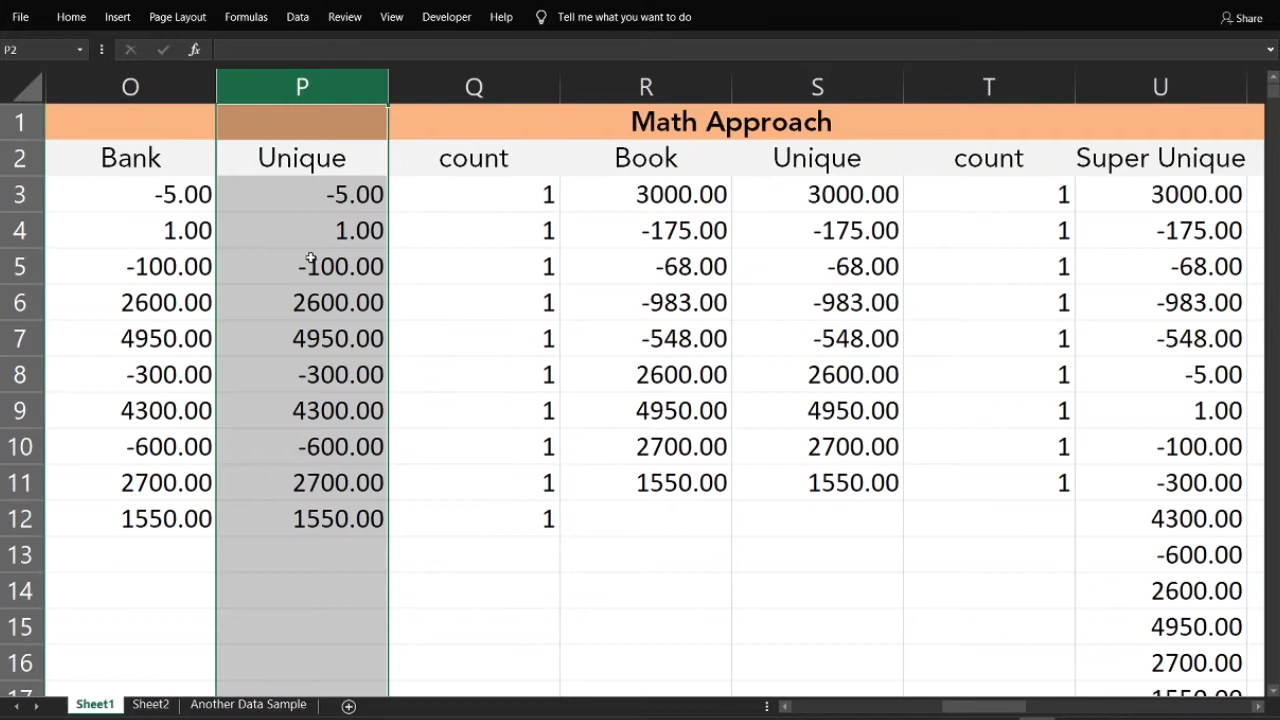 File Home Insert Page Layout Formulas Data Review View Developer Help Tell me what you want to do Share
P2 fx
O P Q R S T U
1 Math Approach
2 Bank Unique count Book Unique count Super Unique
3 -5.00 -5.00 1 3000.00 3000.00 1 3000.00
4 1.00 1.00 1 -175.00 -175.00 1 -175.00
5 -100.00 -100.00 1 -68.00 -68.00 1 -68.00
6 2600.00 2600.00 1 -983.00 -983.00 1 -983.00
7 4950.00 4950.00 1 -548.00 -548.00 1 -548.00
8 -300.00 -300.00 1 2600.00 2600.00 1 -5.00
9 4300.00 4300.00 1 4950.00 4950.00 1 1.00
10 -600.00 -600.00 1 2700.00 2700.00 1 -100.00
11 2700.00 2700.00 1 1550.00 1550.00 1 -300.00
12 1550.00 1550.00 1 4300.00
13 -600.00
14 2600.00
15 4950.00
16 2700.00
17 1550.00
Sheet1 Sheet2 Another Data Sample